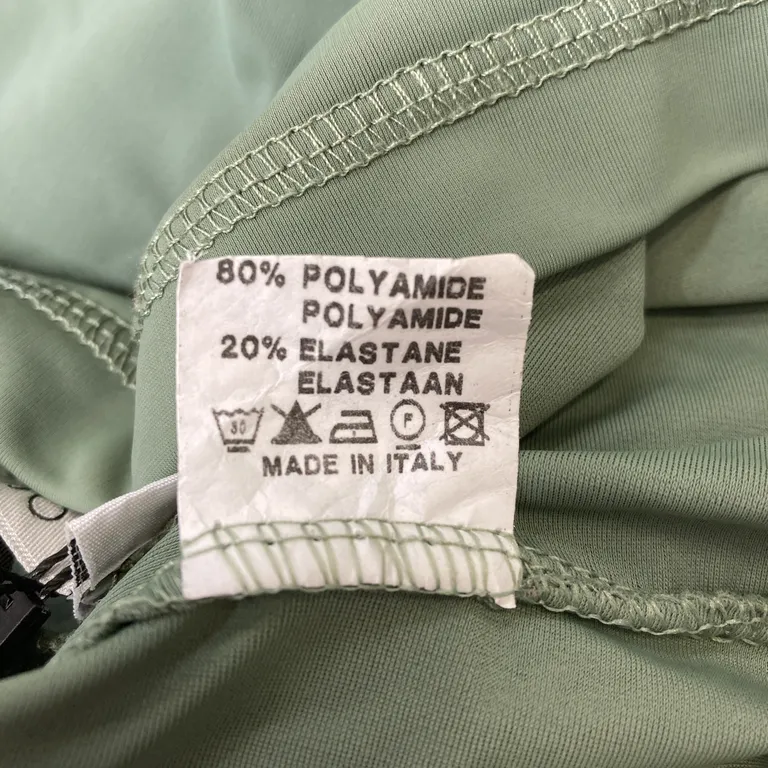 80% POLYAMIDE
POLYAMIDE
20% ELASTANE
ELASTAAN
30 F
MADE IN ITALY